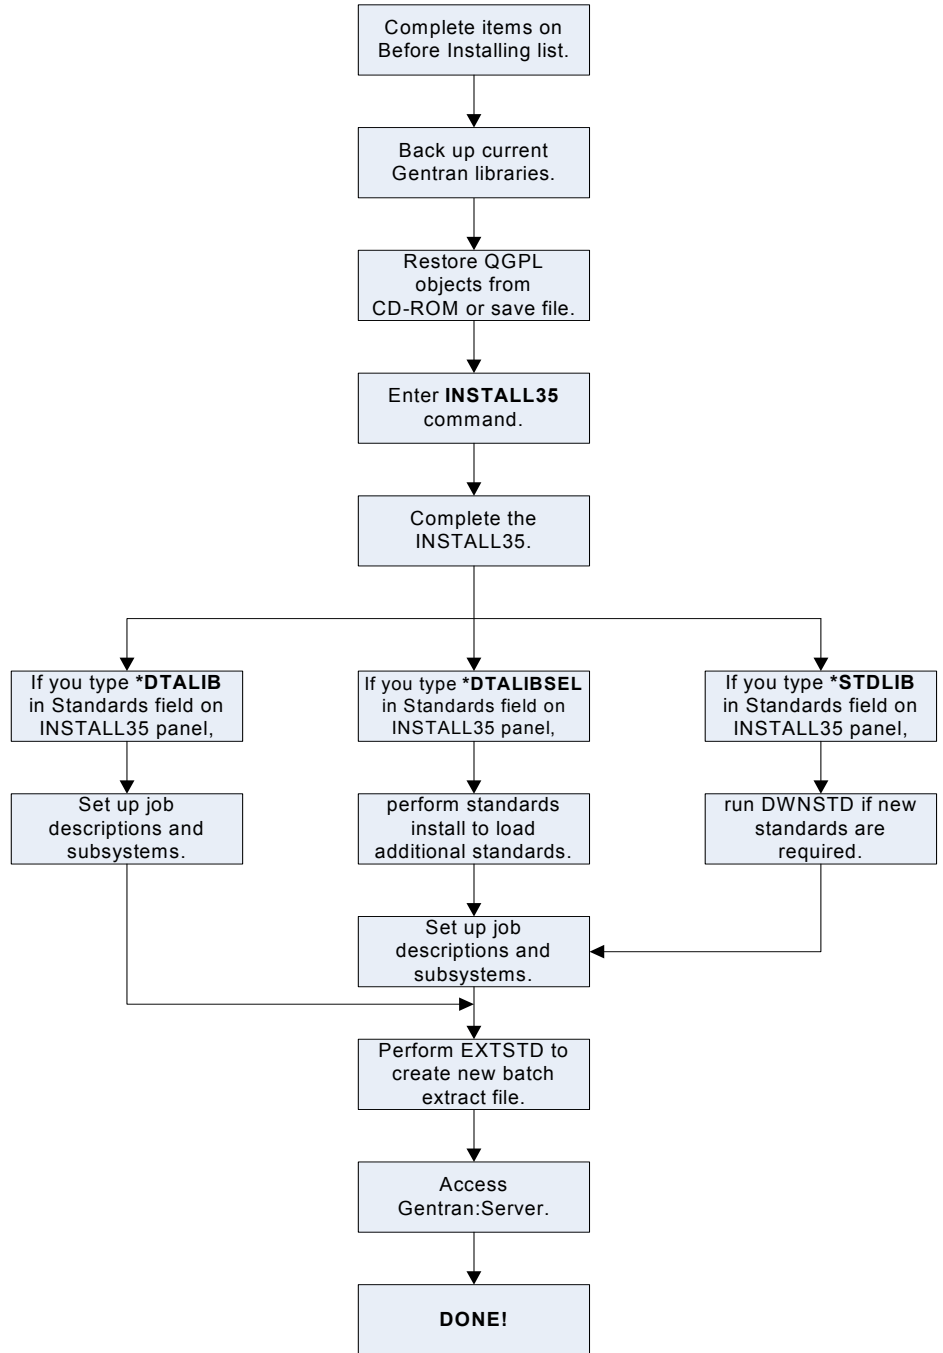 Complete items on
Before Installing list.
Back up current
Gentran libraries.
Restore QGPL
objects from
CD-ROM or save file.
Enter INSTALL35
command.
Complete the
INSTALL35.
If you type *DTALIB
in Standards field on
INSTALL35 panel,
If you type *DTALIBSEL
in Standards field on
INSTALL35 panel,
If you type *STDLIB
in Standards field on
INSTALL35 panel,
Set up job
descriptions and
subsystems.
perform standards
install to load
additional standards.
run DWNSTD if new
standards are
required.
Set up job
descriptions and
subsystems.
Perform EXTSTD to
create new batch
extract file.
Access
Gentran:Server.
DONE!